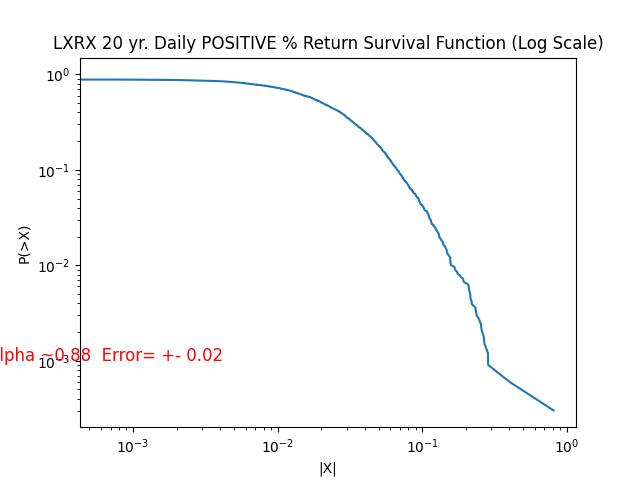 LXRX 20 yr. Daily POSITIVE % Return Survival Function (Log Scale)
10⁰
10⁻¹
10⁻²
10⁻³
P(>X)
lpha ~0.88 Error= +- 0.02
10⁻³
10⁻²
10⁻¹
10⁰
|X|